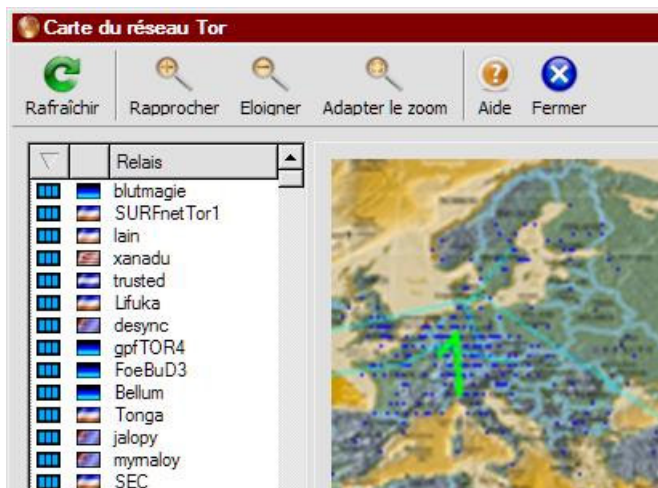 Carte du réseau Tor
Rafraîchir Rapprocher Eloigner Adapter le zoom Aide Fermer
Relais
blutmagie
SURFnetTor1
lain
xanadu
trusted
Lifuka
desync
gpfTOR4
FoeBuD3
Bellum
Tonga
jalopy
mymaloy
SEC